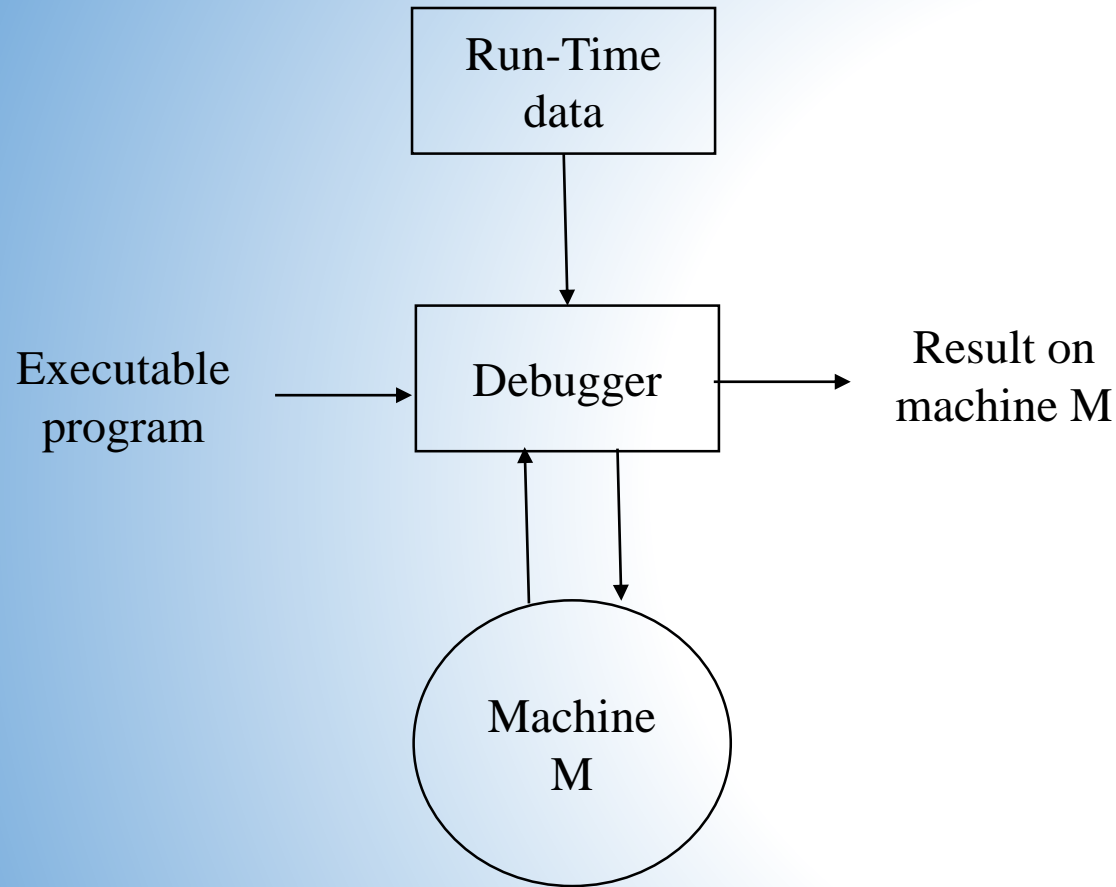 Run-Time
data
Executable
program
Debugger
Result on
machine M
Machine
M